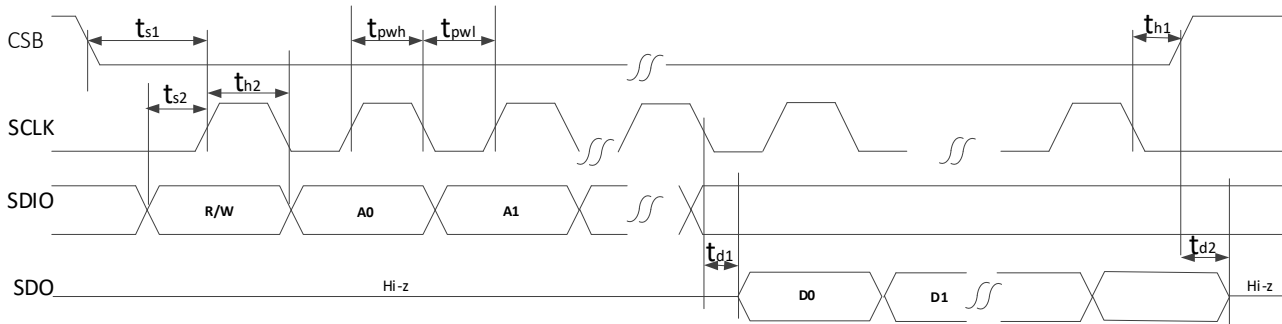 CSB
ts1
tpwh
tpwl
th1
ts2
th2
SCLK
SDIO
R/W
A0
A1
td1
td2
SDO
Hi-z
D0
D1
Hi-z